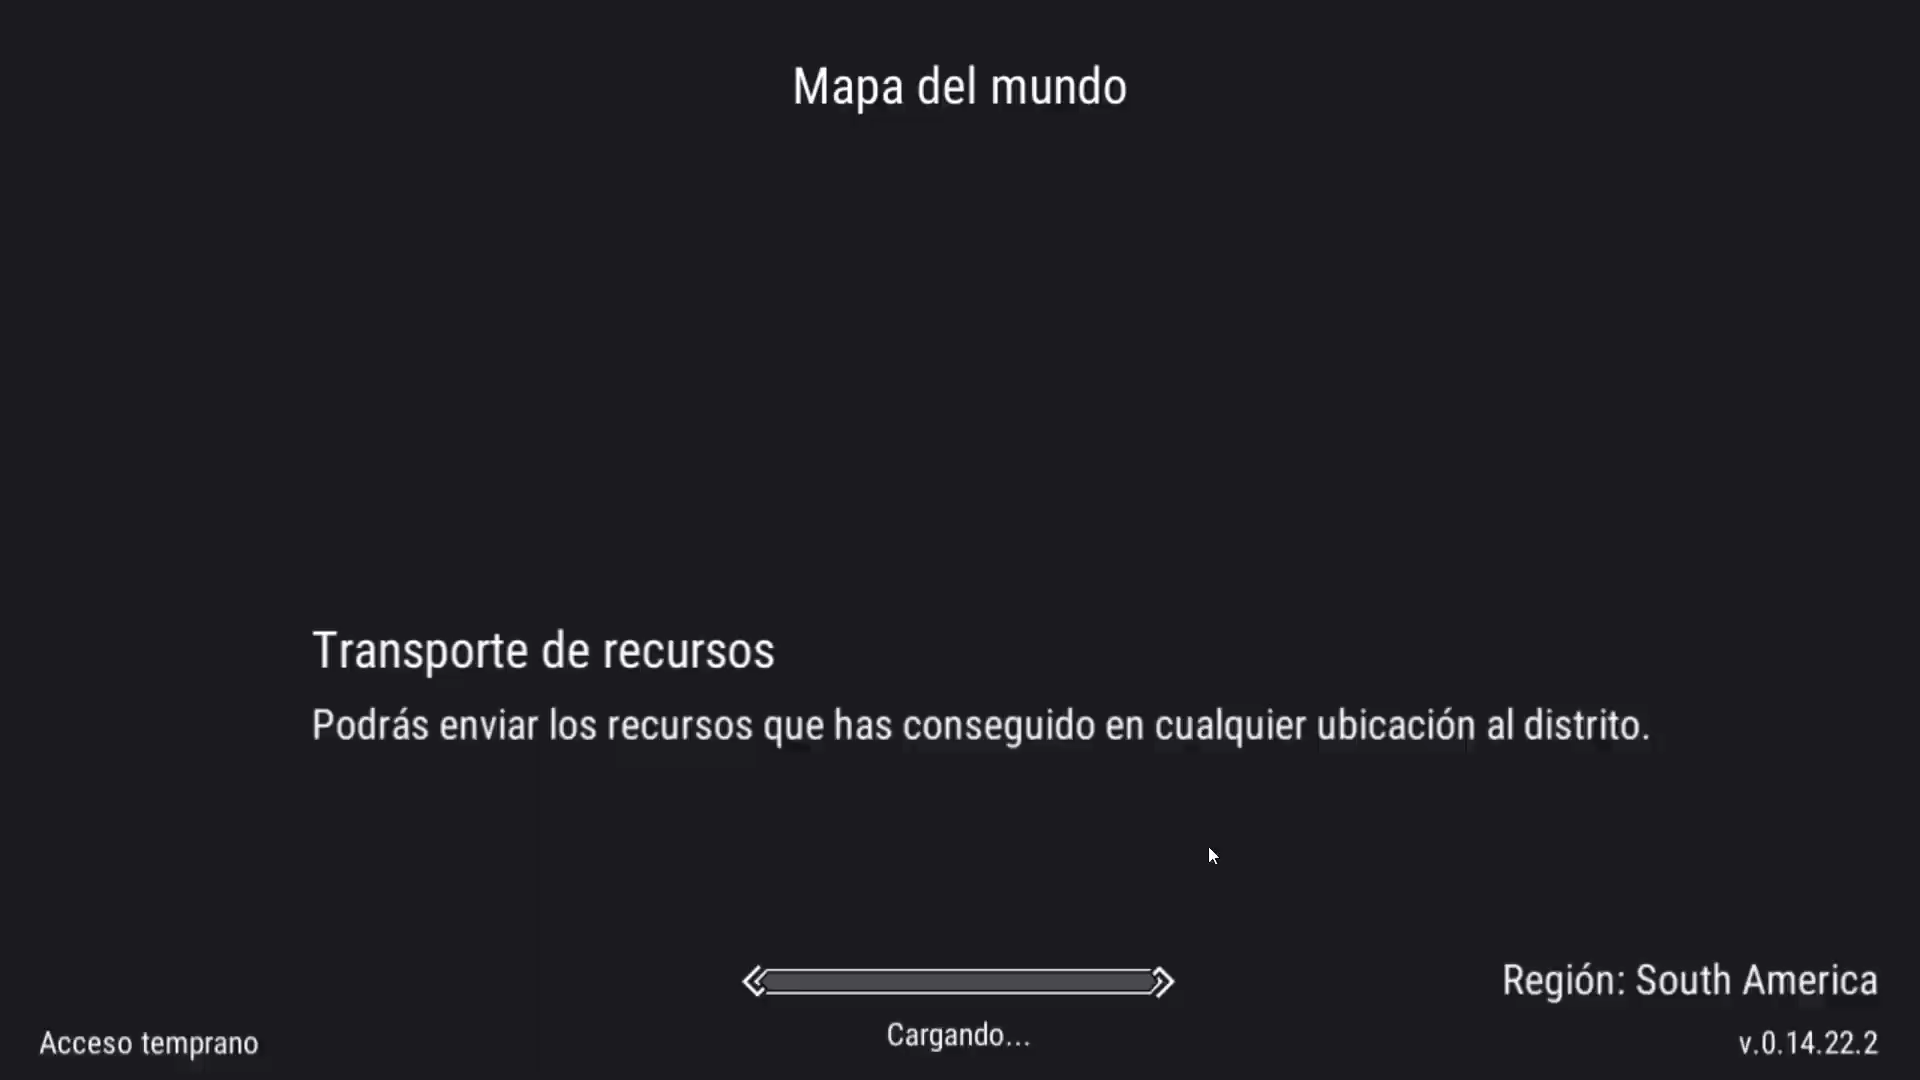 Mapa del mundo
Transporte de recursos
Podrás enviar los recursos que has conseguido en cualquier ubicación al distrito.
Región: South America
Cargando...
Acceso temprano
v.0.14.22.2